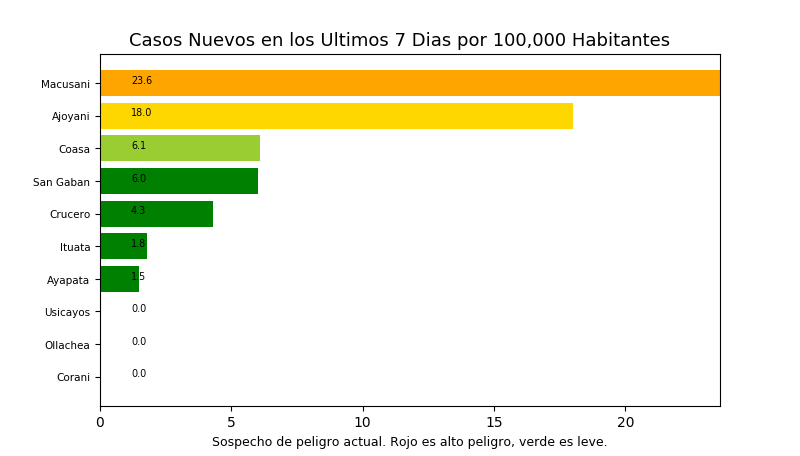 Casos Nuevos en los Ultimos 7 Dias por 100,000 Habitantes
Macusani 23.6
Ajoyani 18.0
Coasa 6.1
San Gaban 6.0
Crucero 4.3
Ituata 1.8
Ayapata 1.5
Usicayos 0.0
Ollachea 0.0
Corani 0.0
0 5 10 15 20
Sospecho de peligro actual. Rojo es alto peligro, verde es leve.